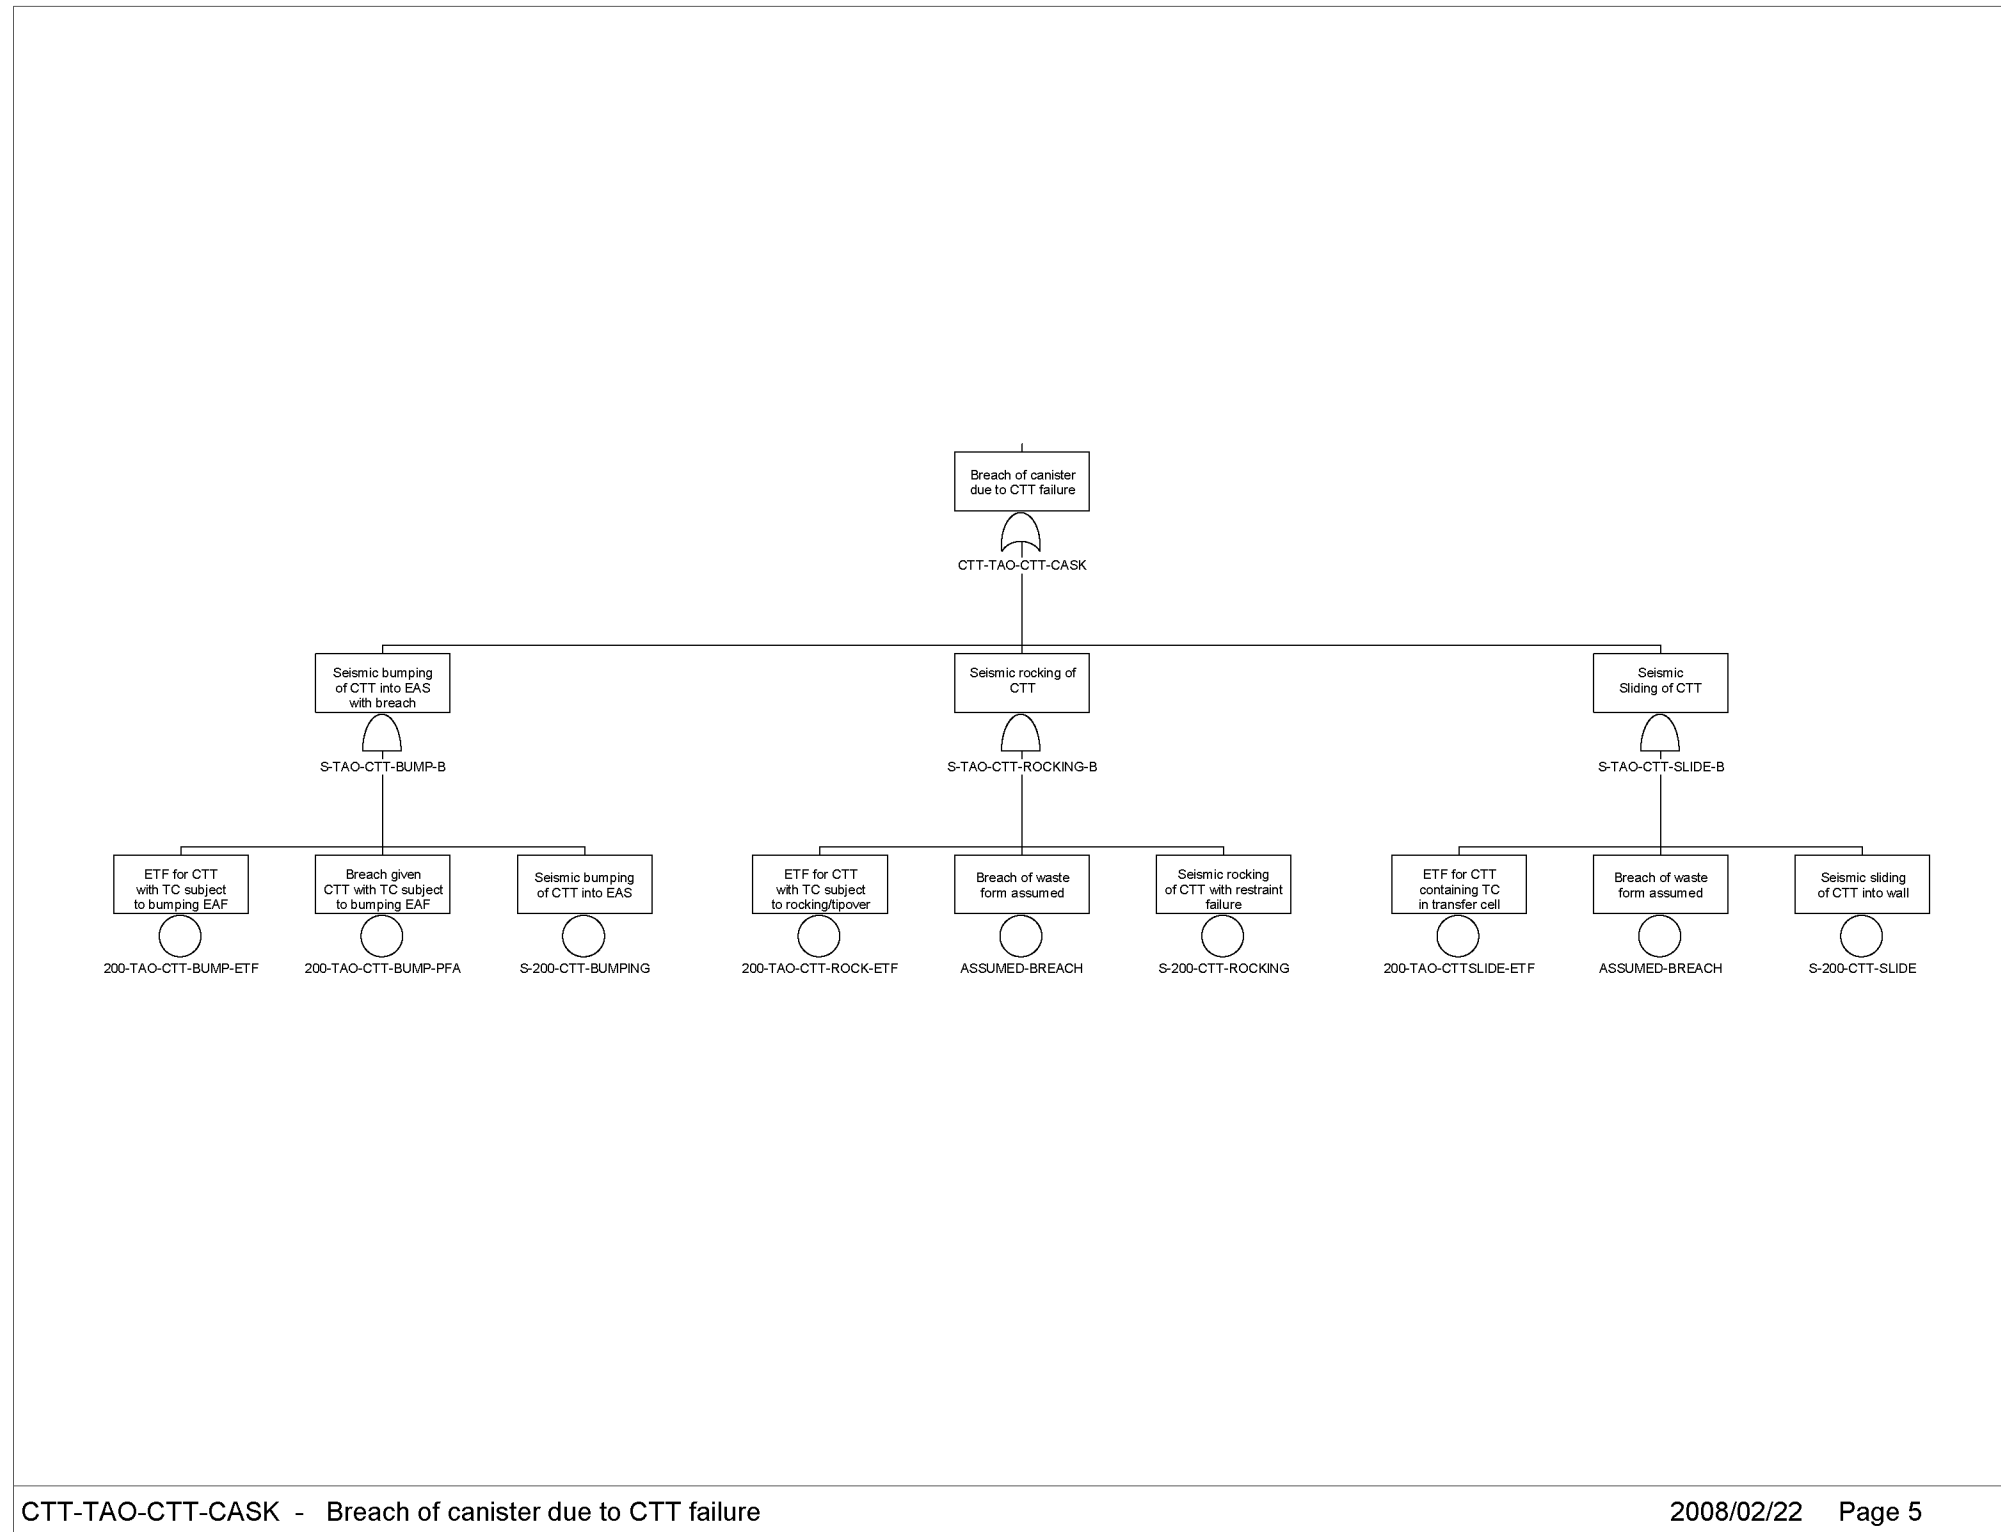 Breach of canister
due to CTT failure
CTT-TAO-CTT-CASK
Seismic bumping
of CTT into EAS
with breach
S-TAO-CTT-BUMP-B
Seismic rocking of
CTT
S-TAO-CTT-ROCKING-B
Seismic
Sliding of CTT
S-TAO-CTT-SLIDE-B
ETF for CTT
with TC subject
to bumping EAF
200-TAO-CTT-BUMP-ETF
Breach given
CTT with TC subject
to bumping EAF
200-TAO-CTT-BUMP-PFA
Seismic bumping
of CTT into EAS
S-200-CTT-BUMPING
ETF for CTT
with TC subject
to rocking/tipover
200-TAO-CTT-ROCK-ETF
Breach of waste
form assumed
ASSUMED-BREACH
Seismic rocking
of CTT with restraint
failure
S-200-CTT-ROCKING
ETF for CTT
containing TC
in transfer cell
200-TAO-CTTSLIDE-ETF
Breach of waste
form assumed
ASSUMED-BREACH
Seismic sliding
of CTT into wall
S-200-CTT-SLIDE
CTT-TAO-CTT-CASK - Breach of canister due to CTT failure
2008/02/22 Page 5